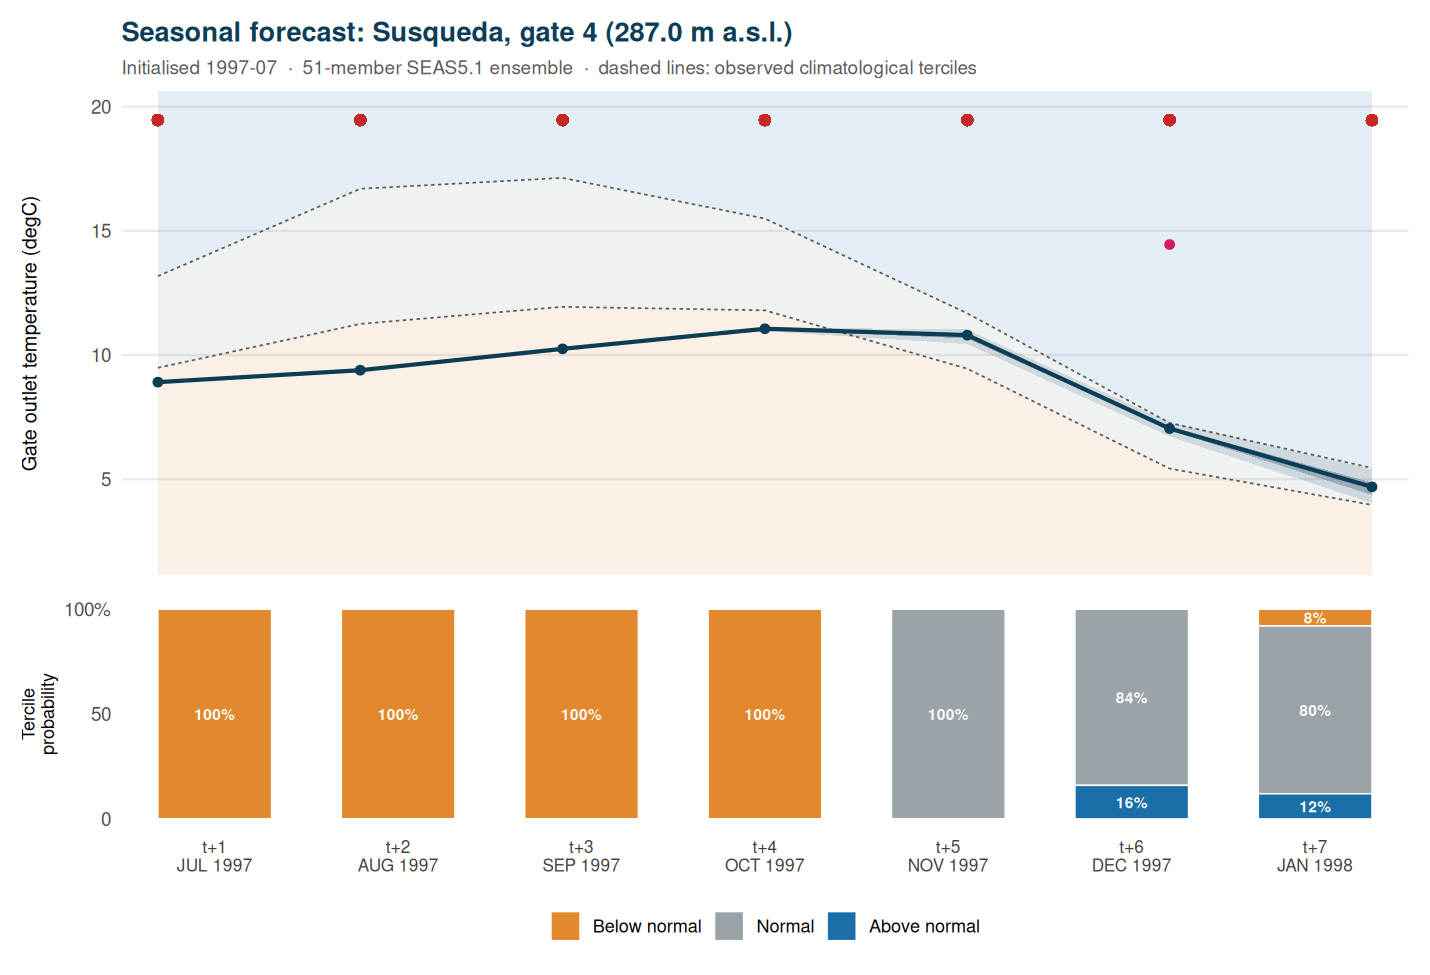 Seasonal forecast: Susqueda, gate 4 (287.0 m a.s.l.)
Initialised 1997-07 · 51-member SEAS5.1 ensemble · dashed lines: observed climatological terciles
Gate outlet temperature (degC)
20
15
10
5
Tercile
probability
100%
50
0
100%
100%
100%
100%
100%
84%
16%
8%
80%
12%
t+1
JUL 1997
t+2
AUG 1997
t+3
SEP 1997
t+4
OCT 1997
t+5
NOV 1997
t+6
DEC 1997
t+7
JAN 1998
Below normal
Normal
Above normal